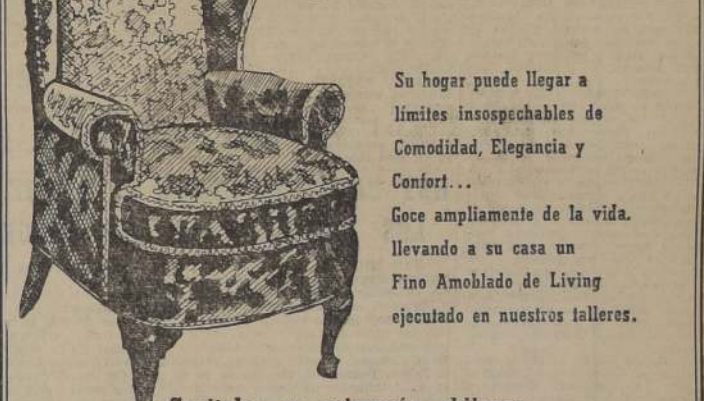 Su hogar puede llegar a
límites insospechables de
Comodidad, Elegancia y
Confort...
Goce ampliamente de la vida.
llevando a su casa un
Fino Amoblado de Living
ejecutado en nuestros talleres.